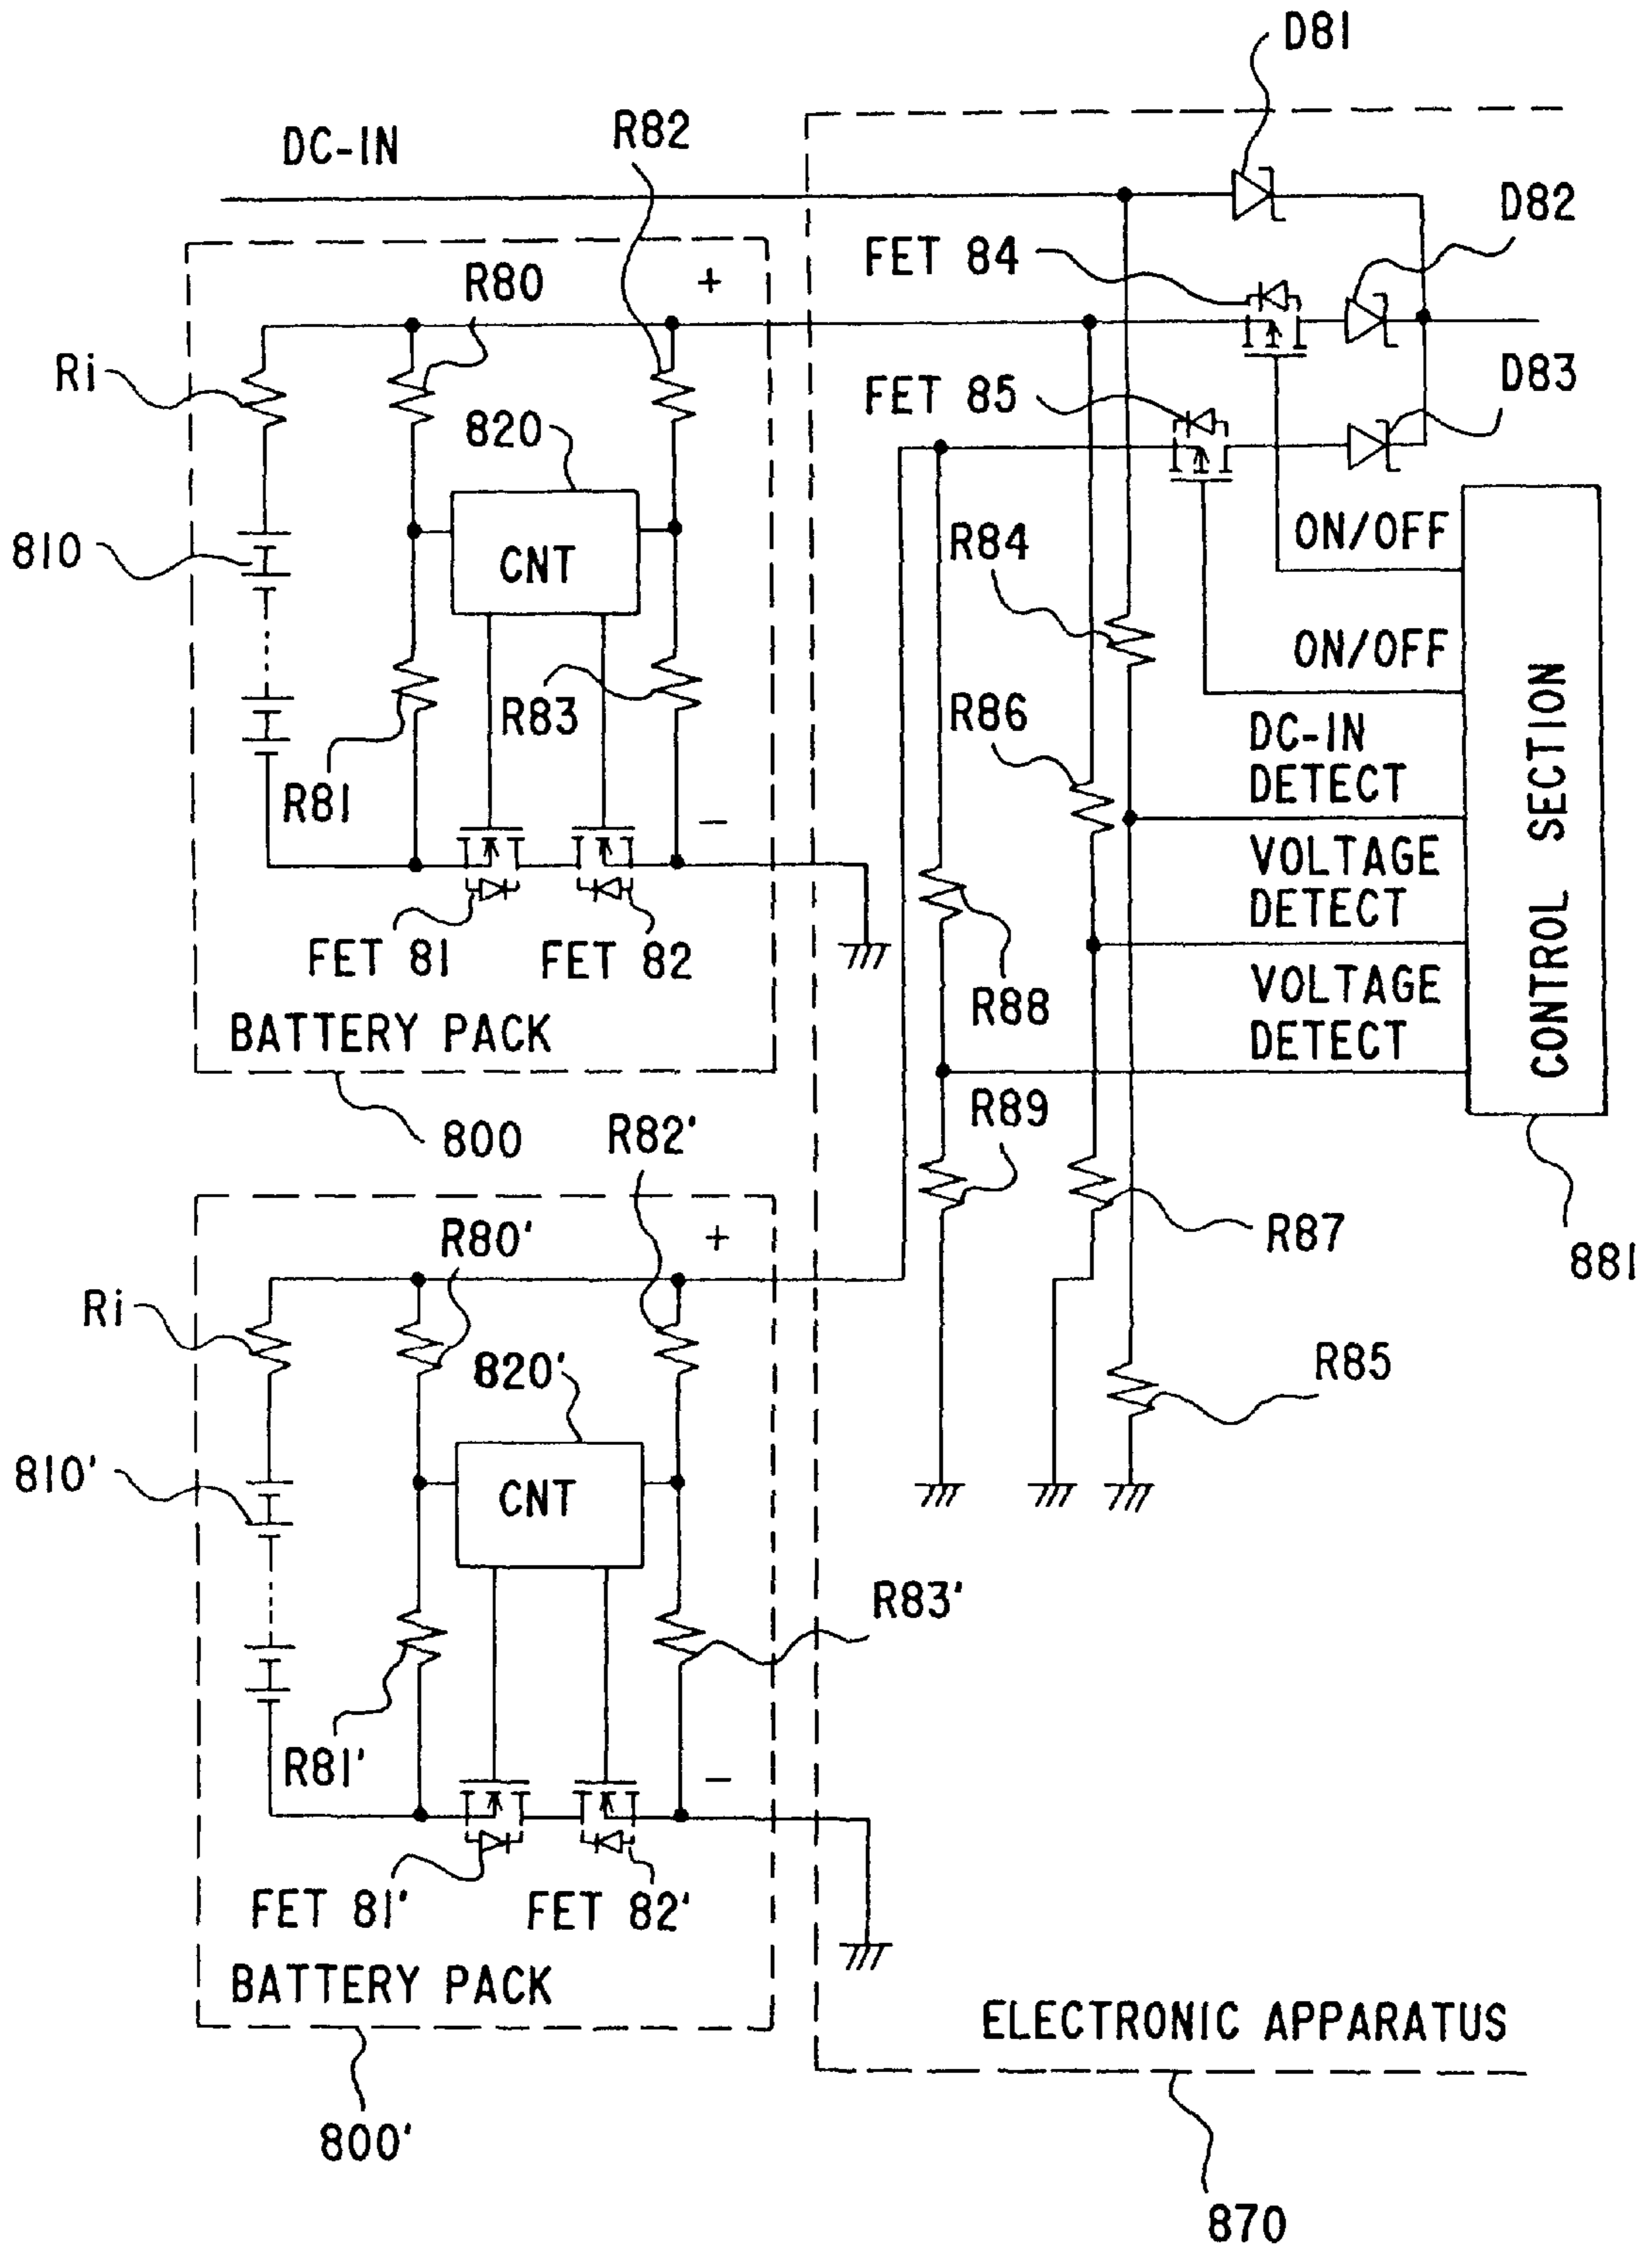 D81
R82
DC-IN
D82
FET 84
R80
+
Ri
D83
FET 85
820
ON/OFF
810
R84
CNT
ON/OFF
R83
R86
DC-IN
DETECT
R81
–
VOLTAGE
DETECT
CONTROL SECTION
FET 81
FET 82
VOLTAGE
DETECT
R88
BATTERY PACK
R89
800
R82'
R80'
+
R87
881
Ri
R85
820'
810'
CNT
R83'
R81'
–
FET 81'
FET 82'
BATTERY PACK
ELECTRONIC APPARATUS
800'
870